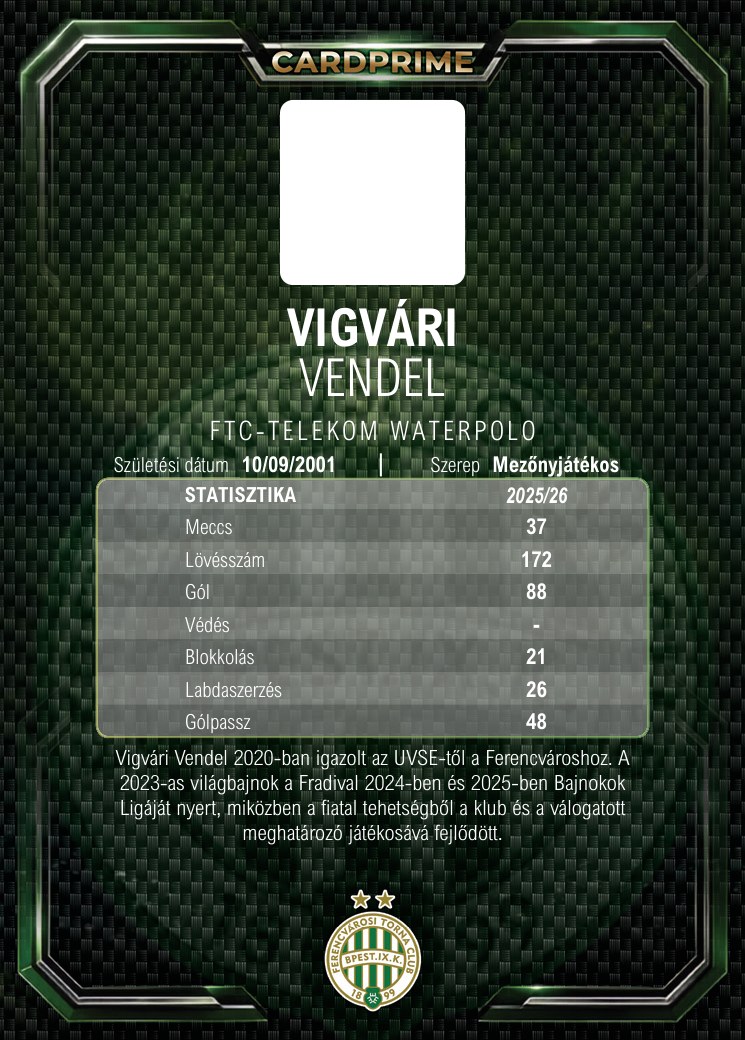 CARDPRIME
VIGVÁRI
VENDEL
FTC-TELEKOM WATERPOLO
Születési dátum 10/09/2001 | Szerep Mezőnyjátékos
STATISZTIKA 2025/26
Meccs 37
Lövésszám 172
Gól 88
Védés -
Blokkolás 21
Labdaszerzés 26
Gólpassz 48
Vigvári Vendel 2020-ban igazolt az UVSE-től a Ferencvároshoz. A
2023-as világbajnok a Fradival 2024-ben és 2025-ben Bajnokok
Ligáját nyert, miközben a fiatal tehetségből a klub és a válogatott
meghatározó játékosává fejlődött.
FERENCVÁROSI TORNA CLUB
BPEST.IX.K.
18 99